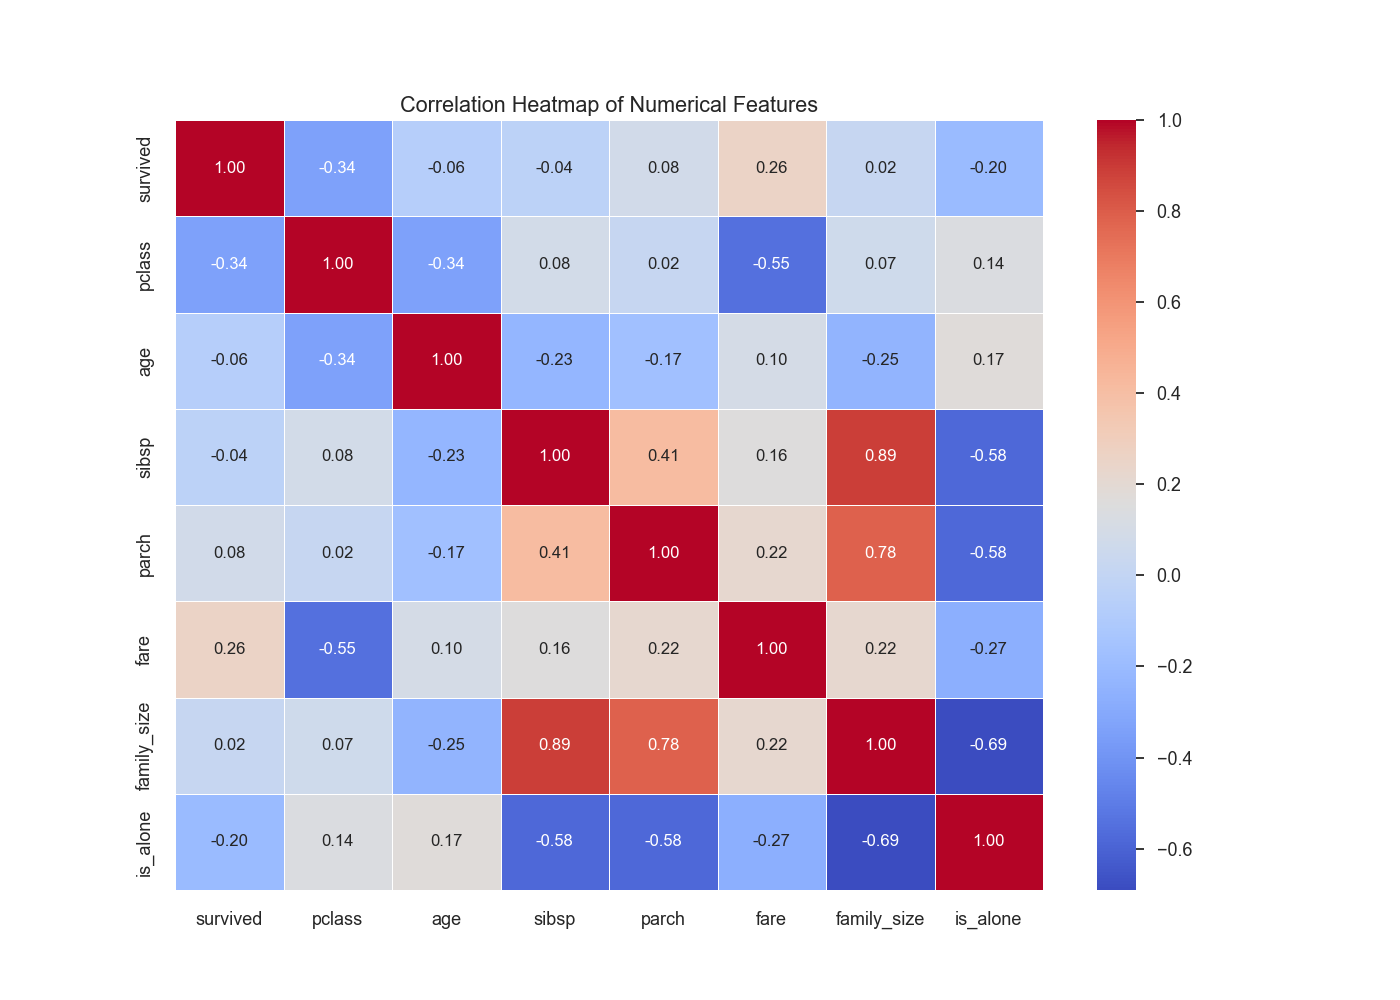 Correlation Heatmap of Numerical Features
survived 1.00 -0.34 -0.06 -0.04 0.08 0.26 0.02 -0.20
pclass -0.34 1.00 -0.34 0.08 0.02 -0.55 0.07 0.14
age -0.06 -0.34 1.00 -0.23 -0.17 0.10 -0.25 0.17
sibsp -0.04 0.08 -0.23 1.00 0.41 0.16 0.89 -0.58
parch 0.08 0.02 -0.17 0.41 1.00 0.22 0.78 -0.58
fare 0.26 -0.55 0.10 0.16 0.22 1.00 0.22 -0.27
family_size 0.02 0.07 -0.25 0.89 0.78 0.22 1.00 -0.69
is_alone -0.20 0.14 0.17 -0.58 -0.58 -0.27 -0.69 1.00
survived pclass age sibsp parch fare family_size is_alone
1.0
0.8
0.6
0.4
0.2
0.0
−0.2
−0.4
−0.6